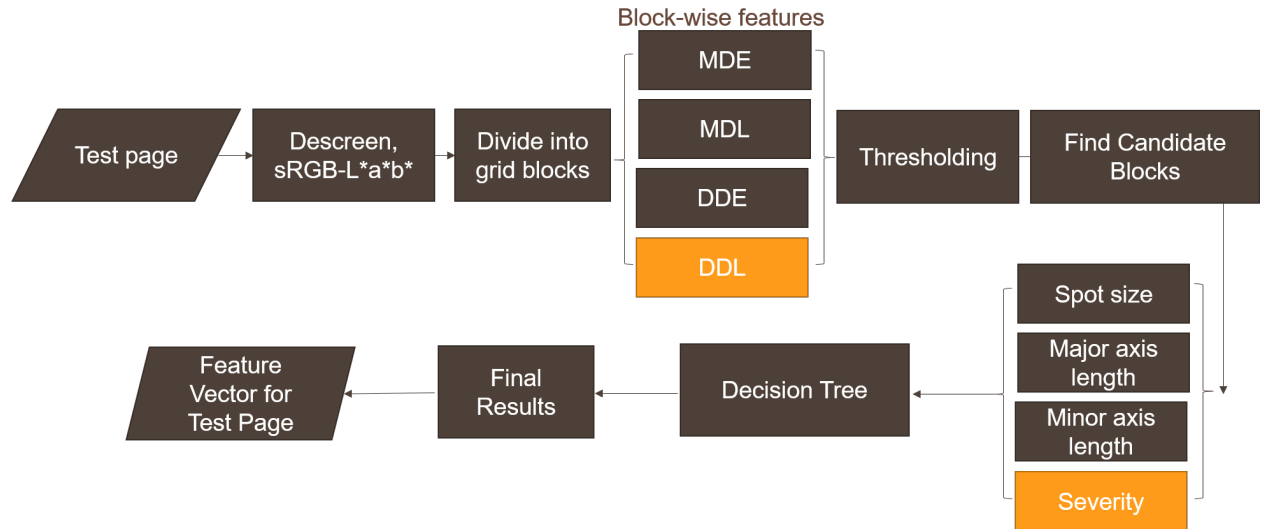 Block-wise features
Test page
Descreen,
sRGB-L*a*b*
Divide into
grid blocks
MDE
MDL
DDE
DDL
Thresholding
Find Candidate
Blocks
Spot size
Major axis
length
Minor axis
length
Severity
Decision Tree
Final
Results
Feature
Vector for
Test Page